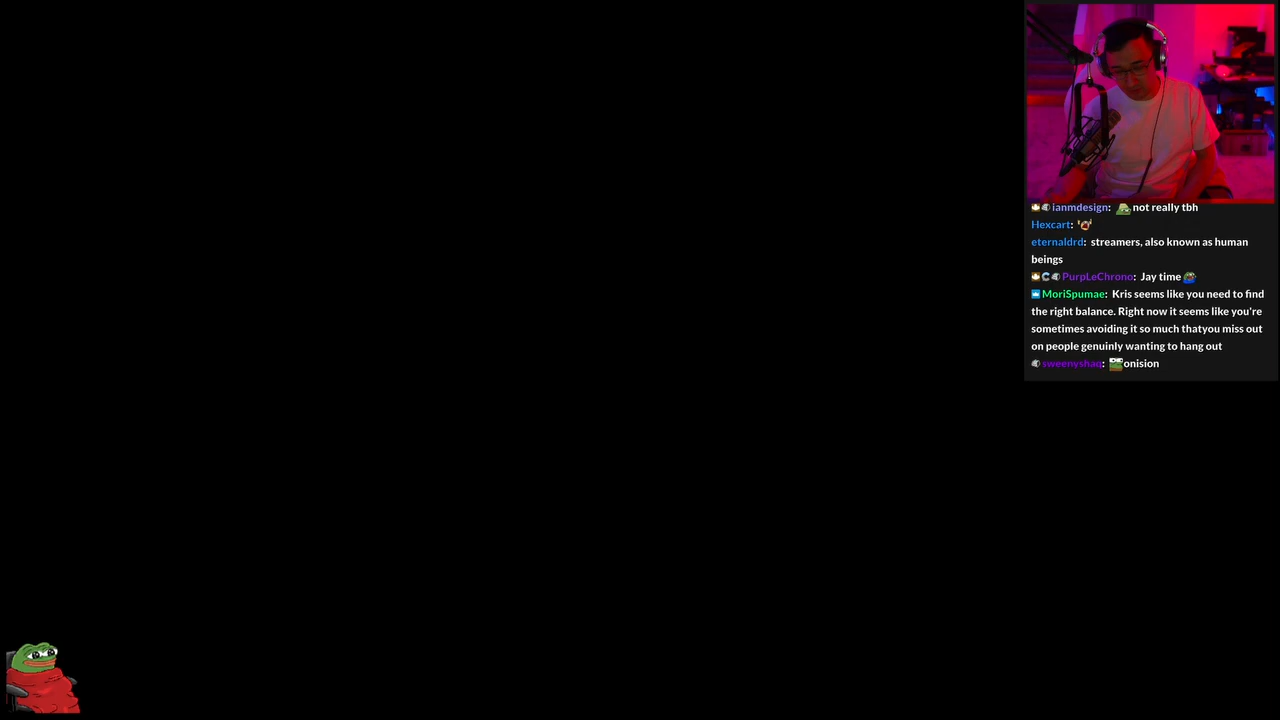 ianmdesign: not really tbh
Hexcart:
eternaldrd: streamers, also known as human
beings
PurpLeChrono: Jay time
MoriSpumae: Kris seems like you need to find
the right balance. Right now it seems like you're
sometimes avoiding it so much thatyou miss out
on people genuinly wanting to hang out
sweenyshaq: onision